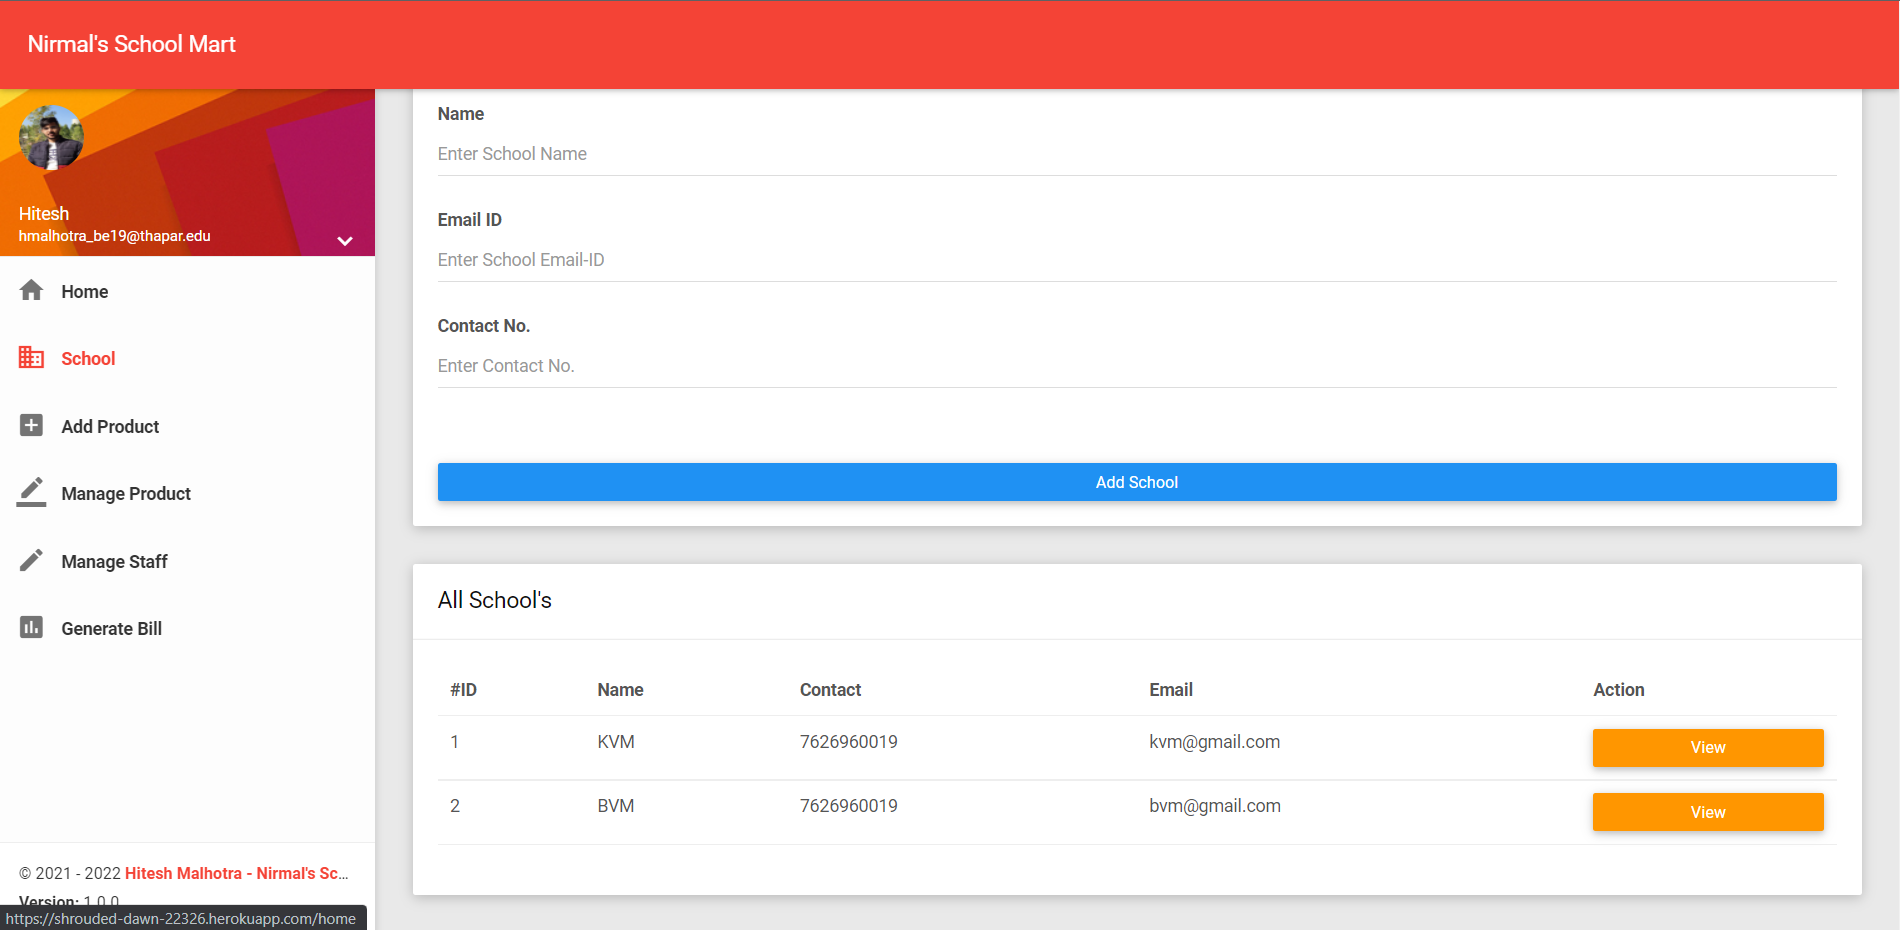 Nirmal's School Mart
Hitesh
hmalhotra_be19@thapar.edu
Home
School
Add Product
Manage Product
Manage Staff
Generate Bill
© 2021 - 2022 Hitesh Malhotra - Nirmal's Sc...
Version: 1.0.0
https://shrouded-dawn-22326.herokuapp.com/home
Name
Enter School Name
Email ID
Enter School Email-ID
Contact No.
Enter Contact No.
Add School
All School's
#ID Name Contact Email Action
1 KVM 7626960019 kvm@gmail.com View
2 BVM 7626960019 bvm@gmail.com View